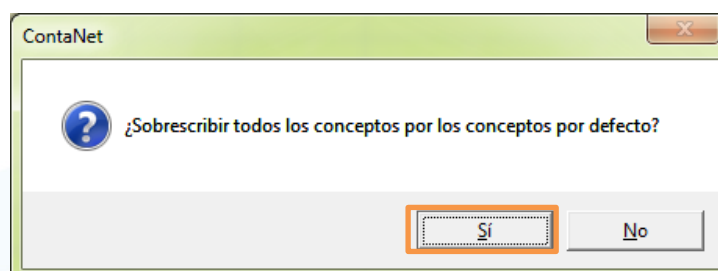 ContaNet
¿Sobrescribir todos los conceptos por los conceptos por defecto?
Sí
No